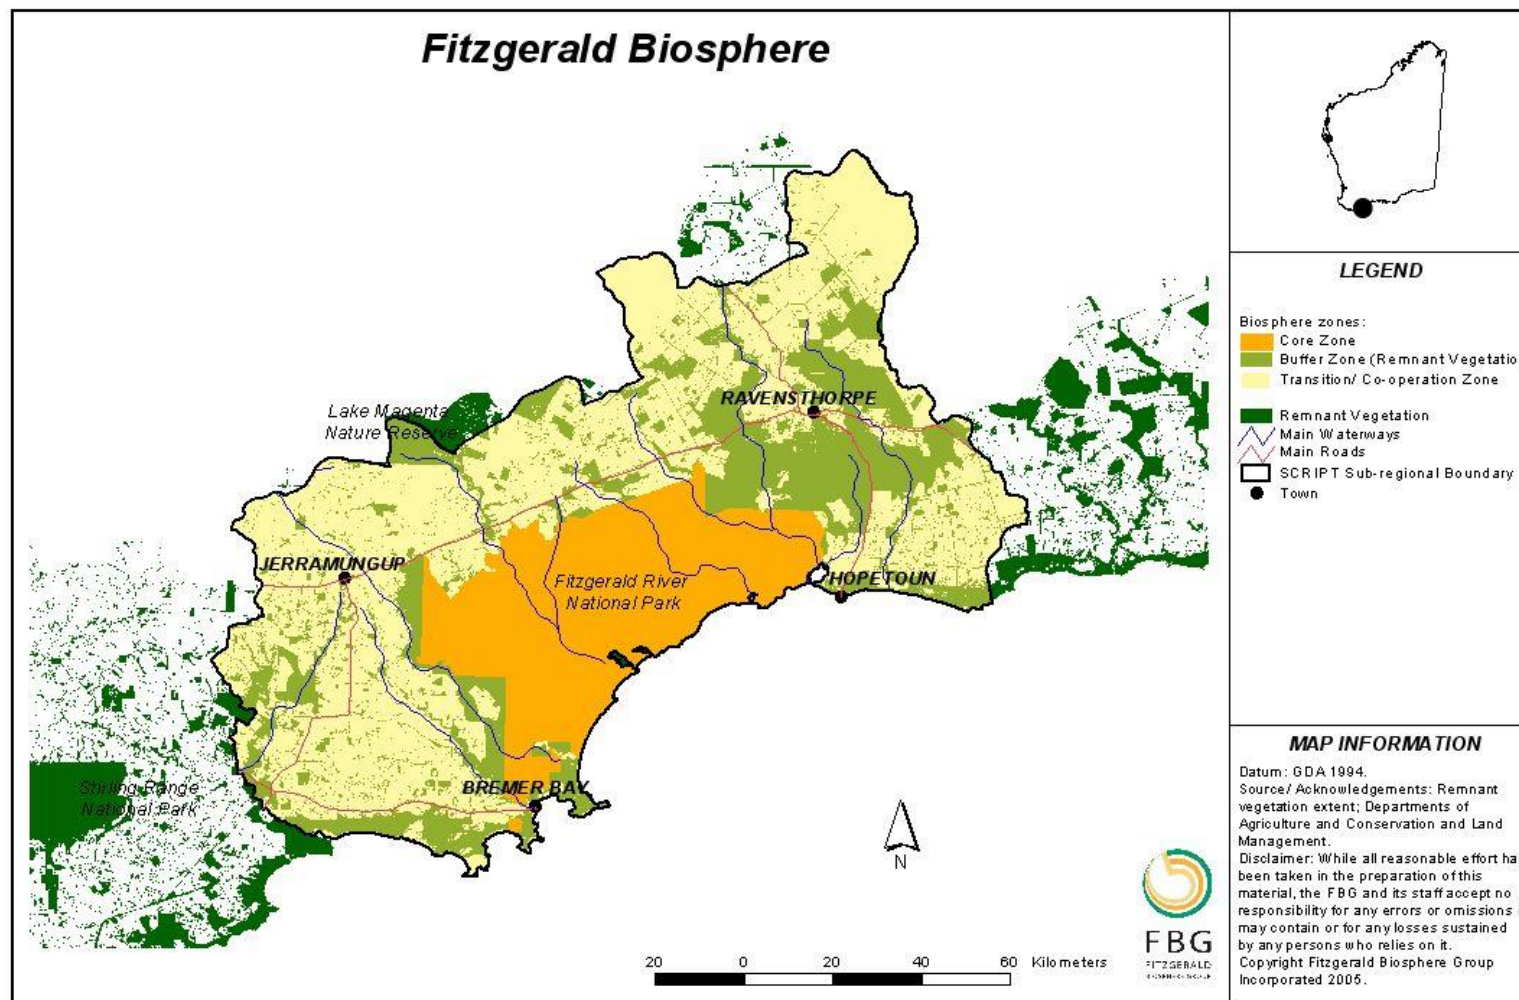 Fitzgerald Biosphere
RAVENSTHORPE
Lake Magenta
Nature Reserve
JERRAMUNGUP
Fitzgerald River
National Park
HOPETOUN
Stirling Range
National Park
BREMER BAY
N
20 0 20 40 60 Kilometers
FBG
FITZGERALD
BIOSPHERE GROUP
LEGEND
Biosphere zones:
Core Zone
Buffer Zone (Remnant Vegetatio
Transition/ Co-operation Zone
Remnant Vegetation
Main Waterways
Main Roads
SCRIPT Sub-regional Boundary
Town
MAP INFORMATION
Datum: GDA 1994.
Source/ Acknowledgements: Remnant
vegetation extent; Departments of
Agriculture and Conservation and Land
Management.
Disclaimer: While all reasonable effort ha
been taken in the preparation of this
material, the FBG and its staff accept no
responsibility for any errors or omissions
may contain or for any losses sustained
by any persons who relies on it.
Copyright Fitzgerald Biosphere Group
Incorporated 2005.